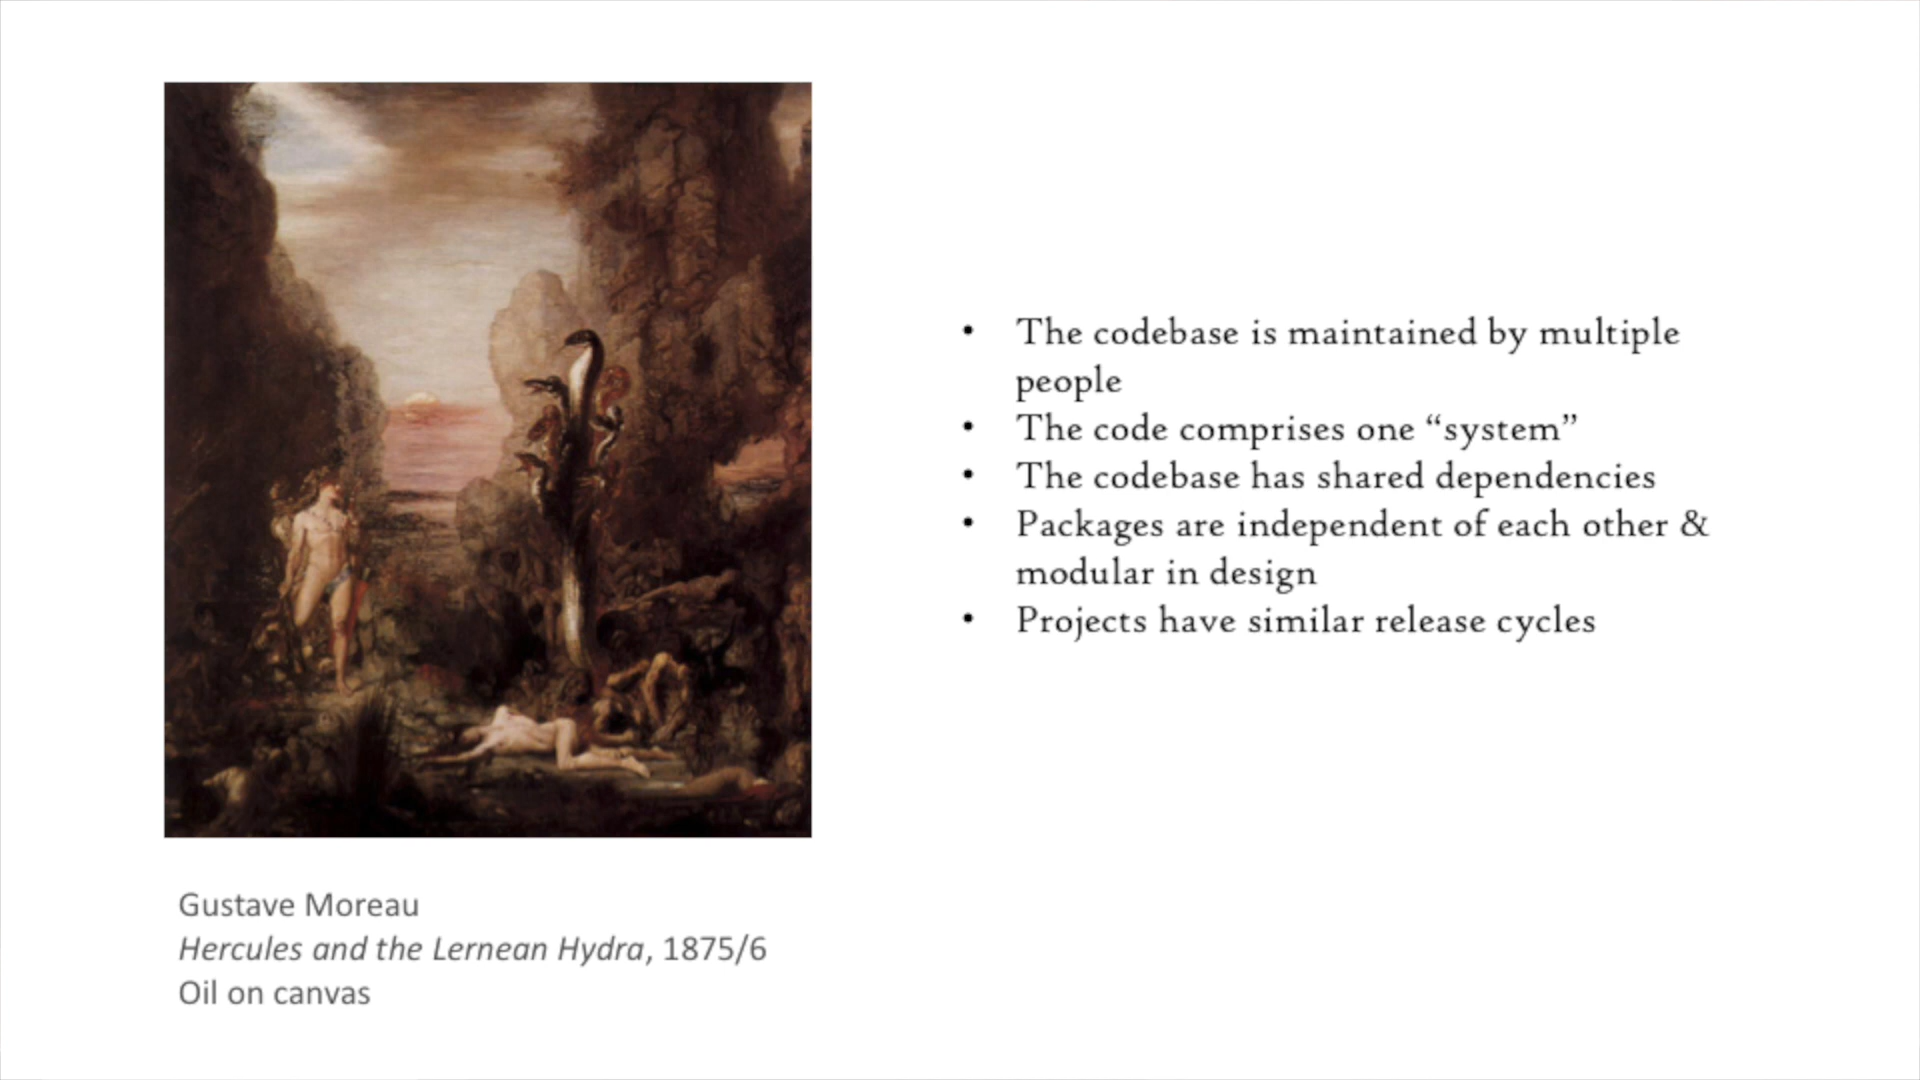 • The codebase is maintained by multiple
people
• The code comprises one “system”
• The codebase has shared dependencies
• Packages are independent of each other &
modular in design
• Projects have similar release cycles
Gustave Moreau
Hercules and the Lernean Hydra, 1875/6
Oil on canvas